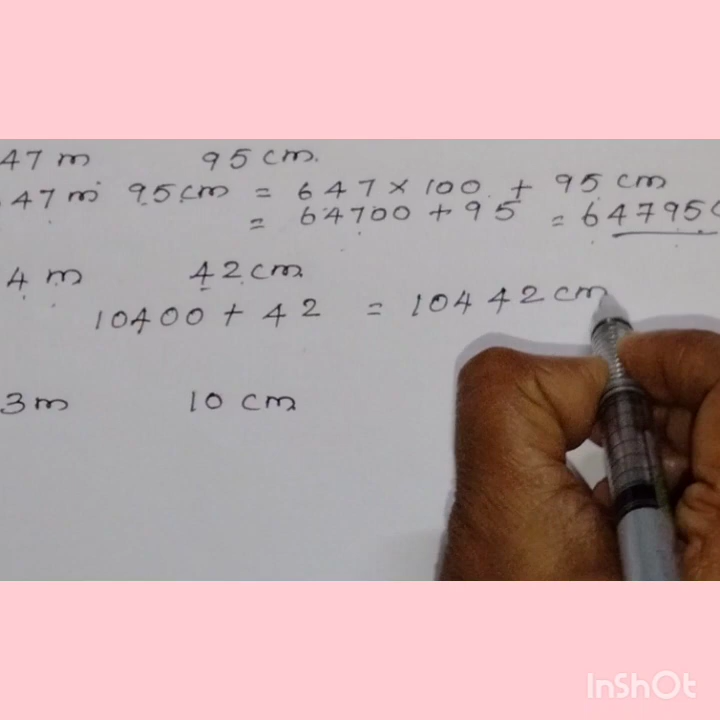 47 m 95 cm.
47 m 95 cm = 647 × 100 + 95 cm
= 64700 + 95 = 64795c
4 m 42 cm
10400 + 42 = 10442 cm
3 m 10 cm
InShOt